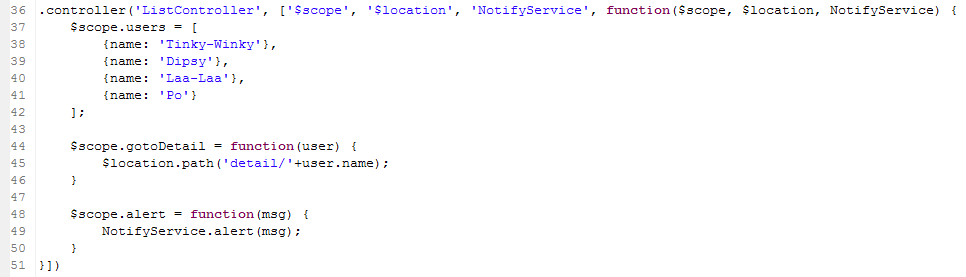 36 .controller('ListController', ['$scope', '$location', 'NotifyService', function($scope, $location, NotifyService) {
37     $scope.users = [
38         {name: 'Tinky-Winky'},
39         {name: 'Dipsy'},
40         {name: 'Laa-Laa'},
41         {name: 'Po'}
42     ];
43
44     $scope.gotoDetail = function(user) {
45         $location.path('detail/'+user.name);
46     }
47
48     $scope.alert = function(msg) {
49         NotifyService.alert(msg);
50     }
51 }])